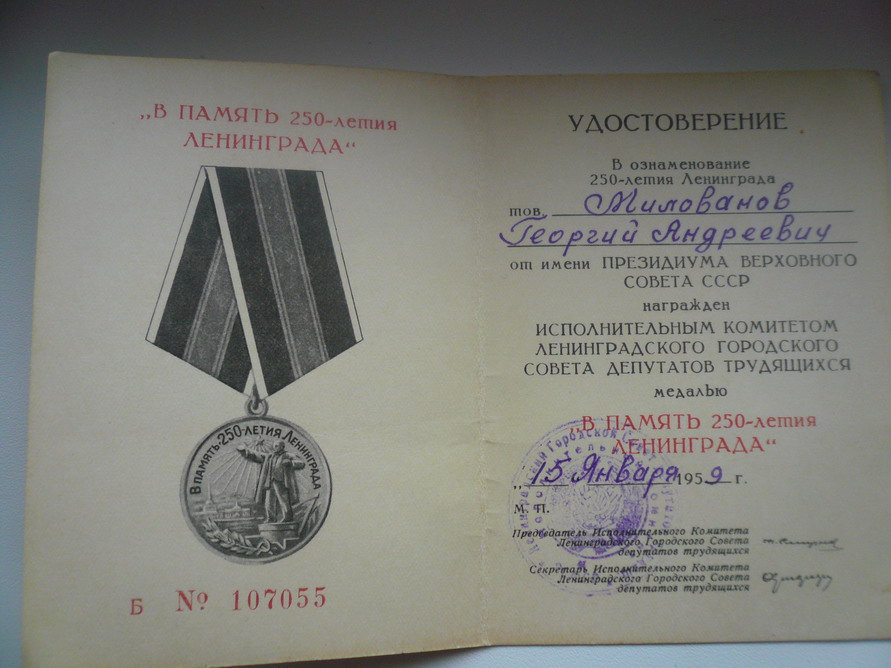 „В ПАМЯТЬ 250-летия
ЛЕНИНГРАДА“
В ПАМЯТЬ 250-ЛЕТИЯ ЛЕНИНГРАДА
Б № 107055
УДОСТОВЕРЕНИЕ
В ознаменование
250-летия Ленинграда
тов. Милованов
Георгий Андреевич
от имени ПРЕЗИДИУМА ВЕРХОВНОГО
СОВЕТА СССР
награжден
ИСПОЛНИТЕЛЬНЫМ КОМИТЕТОМ
ЛЕНИНГРАДСКОГО ГОРОДСКОГО
СОВЕТА ДЕПУТАТОВ ТРУДЯЩИХСЯ
медалью
„В ПАМЯТЬ 250-летия
ЛЕНИНГРАДА“
„15 Января 1959 г.
М. П.
Председатель Исполнительного Комитета
Ленинградского Городского Совета
депутатов трудящихся
Секретарь Исполнительного Комитета
Ленинградского Городского Совета
депутатов трудящихся